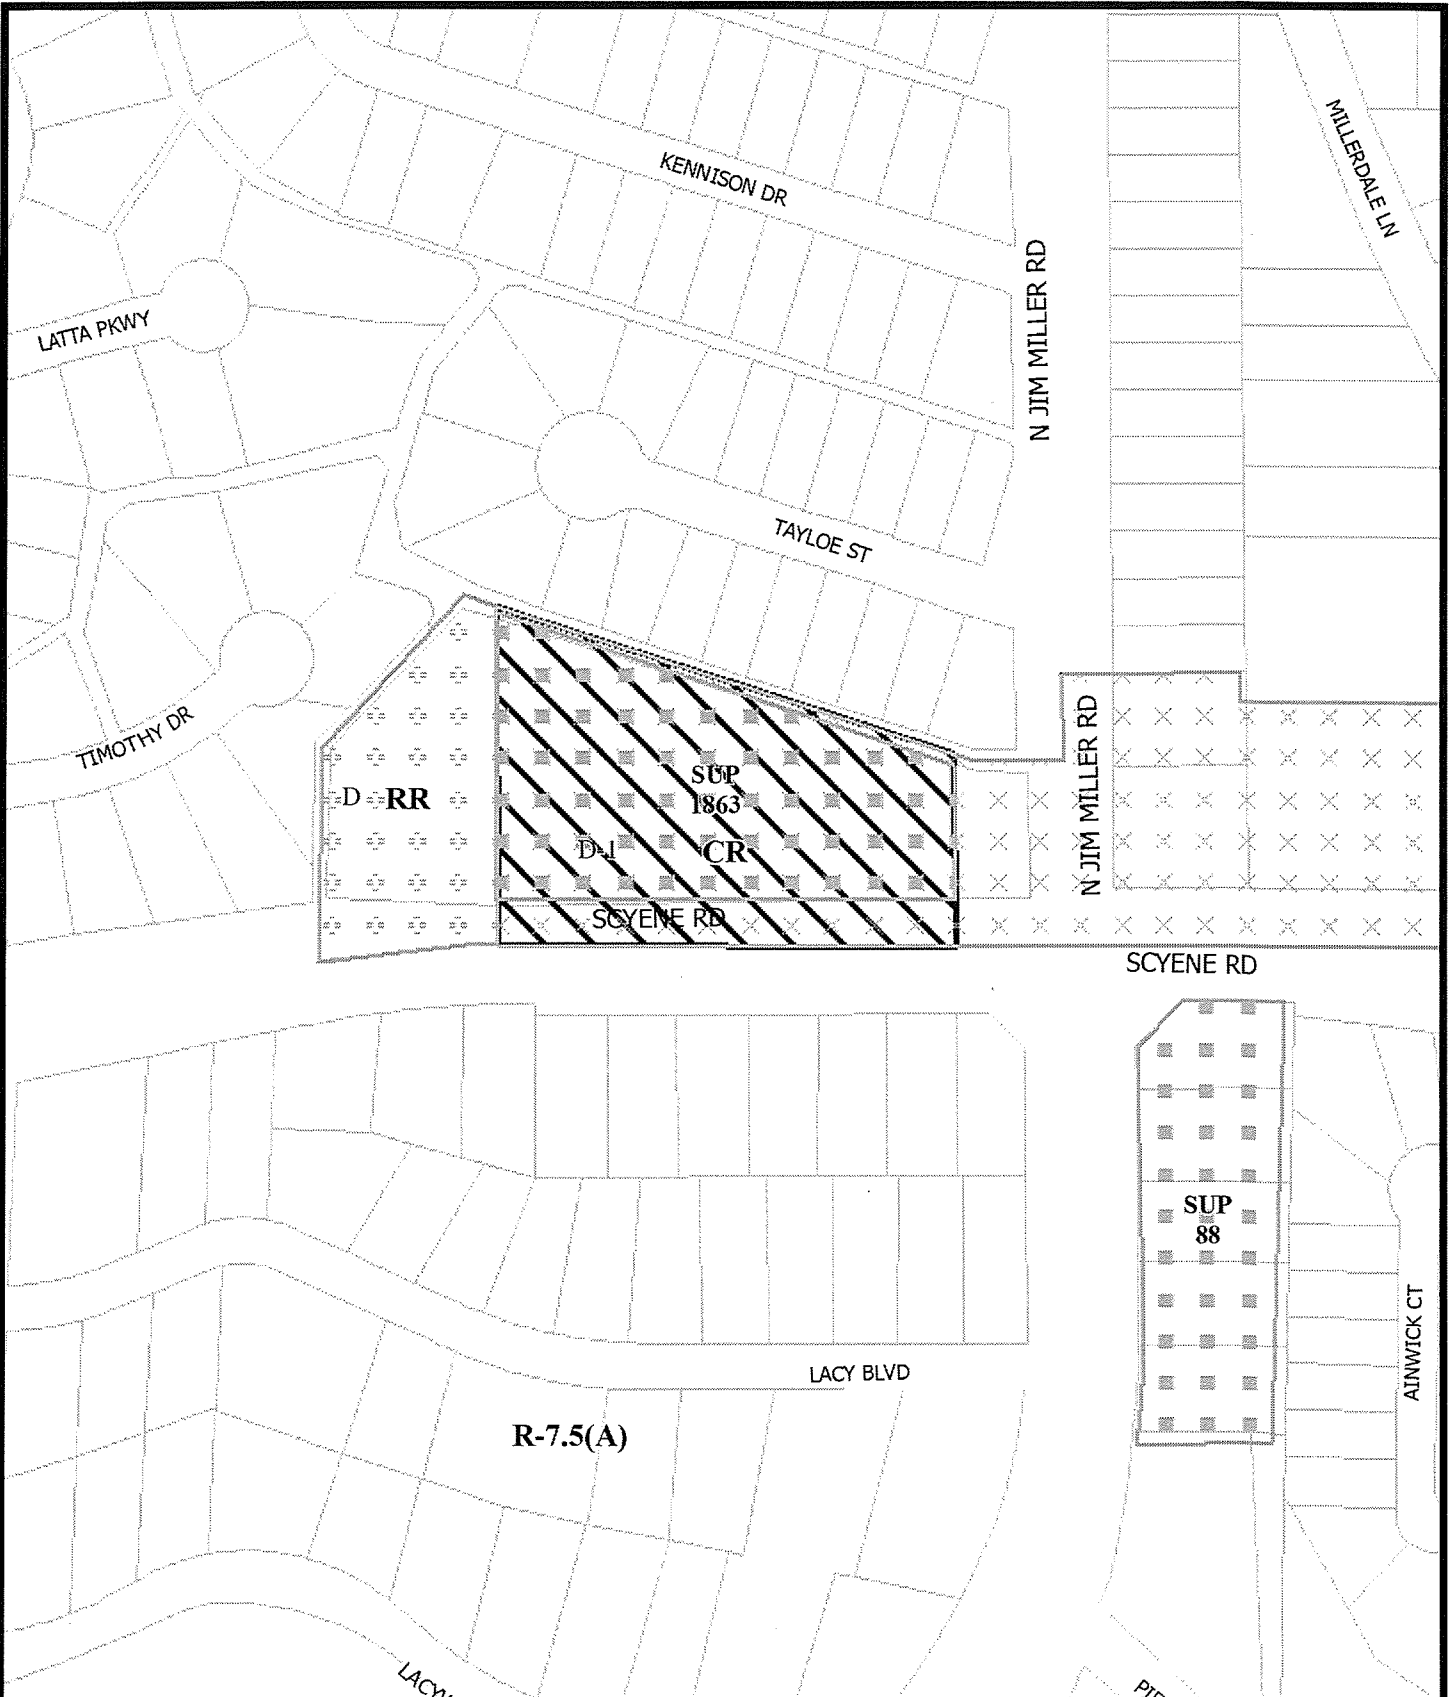 KENNISON DR
MILLERDALE LN
N JIM MILLER RD
LATTA PKWY
TAYLOE ST
TIMOTHY DR
N JIM MILLER RD
SUP
1863
D
RR
D-1
CR
SCYENE RD
SCYENE RD
SUP
88
AINWICK CT
LACY BLVD
R-7.5(A)